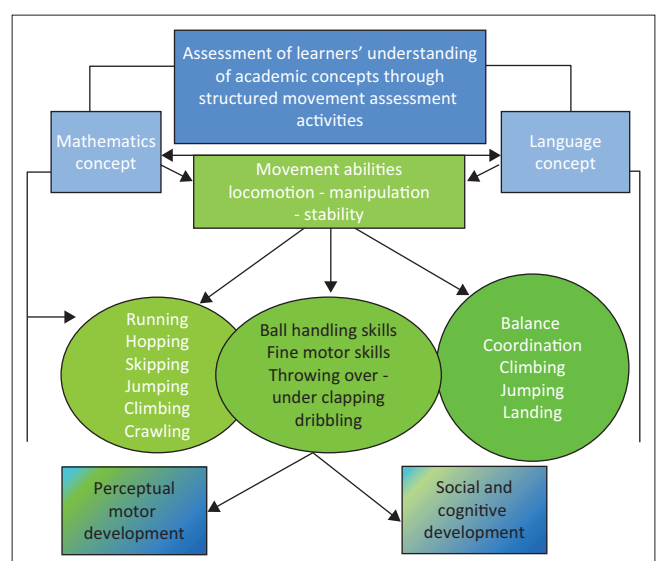 Assessment of learners' understanding
of academic concepts through
structured movement assessment
activities
Mathematics
concept
Language
concept
Movement abilities
locomotion - manipulation
- stability
Running
Hopping
Skipping
Jumping
Climbing
Crawling
Ball handling skills
Fine motor skills
Throwing over -
under clapping
dribbling
Balance
Coordination
Climbing
Jumping
Landing
Perceptual
motor
development
Social and
cognitive
development